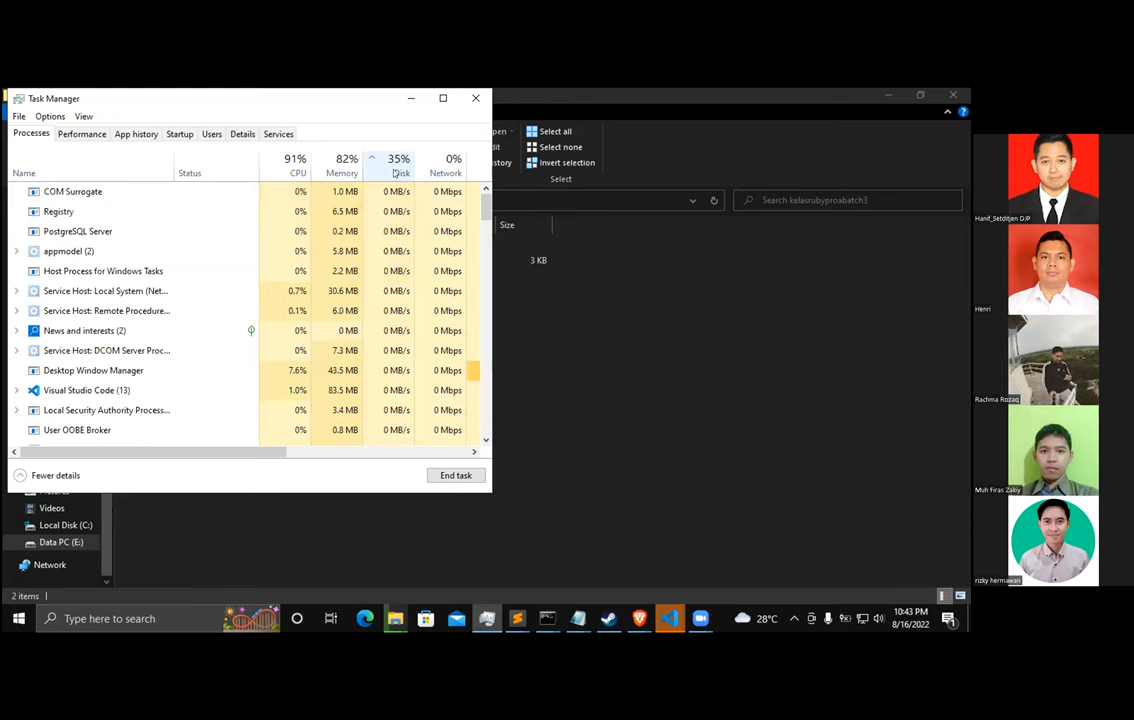 Task Manager
File Options View
Processes Performance App history Startup Users Details Services
91% 82% 35% 0%
Name Status CPU Memory Disk Network
COM Surrogate 0% 1.0 MB 0 MB/s 0 Mbps
Registry 0% 6.5 MB 0 MB/s 0 Mbps
PostgreSQL Server 0% 0.2 MB 0 MB/s 0 Mbps
appmodel (2) 0% 5.8 MB 0 MB/s 0 Mbps
Host Process for Windows Tasks 0% 2.2 MB 0 MB/s 0 Mbps
Service Host: Local System (Net... 0.7% 30.6 MB 0 MB/s 0 Mbps
Service Host: Remote Procedure... 0.1% 6.0 MB 0 MB/s 0 Mbps
News and interests (2) 0% 0 MB 0 MB/s 0 Mbps
Service Host: DCOM Server Proc... 0% 7.3 MB 0 MB/s 0 Mbps
Desktop Window Manager 7.6% 43.5 MB 0 MB/s 0 Mbps
Visual Studio Code (13) 1.0% 83.5 MB 0 MB/s 0 Mbps
Local Security Authority Process... 0% 3.4 MB 0 MB/s 0 Mbps
User OOBE Broker 0% 0.8 MB 0 MB/s 0 Mbps
Fewer details End task
Select all
Select none
Invert selection
Select
Search kelasrubyproabatch3
Size
3 KB
Videos
Local Disk (C:)
Data PC (E:)
Network
2 items
Type here to search
28°C
10:43 PM
8/16/2022
Hanif_Setditjen DJP
Henri
Rachma Rozaq
Muh Firas Zaloy
rizky hermawan